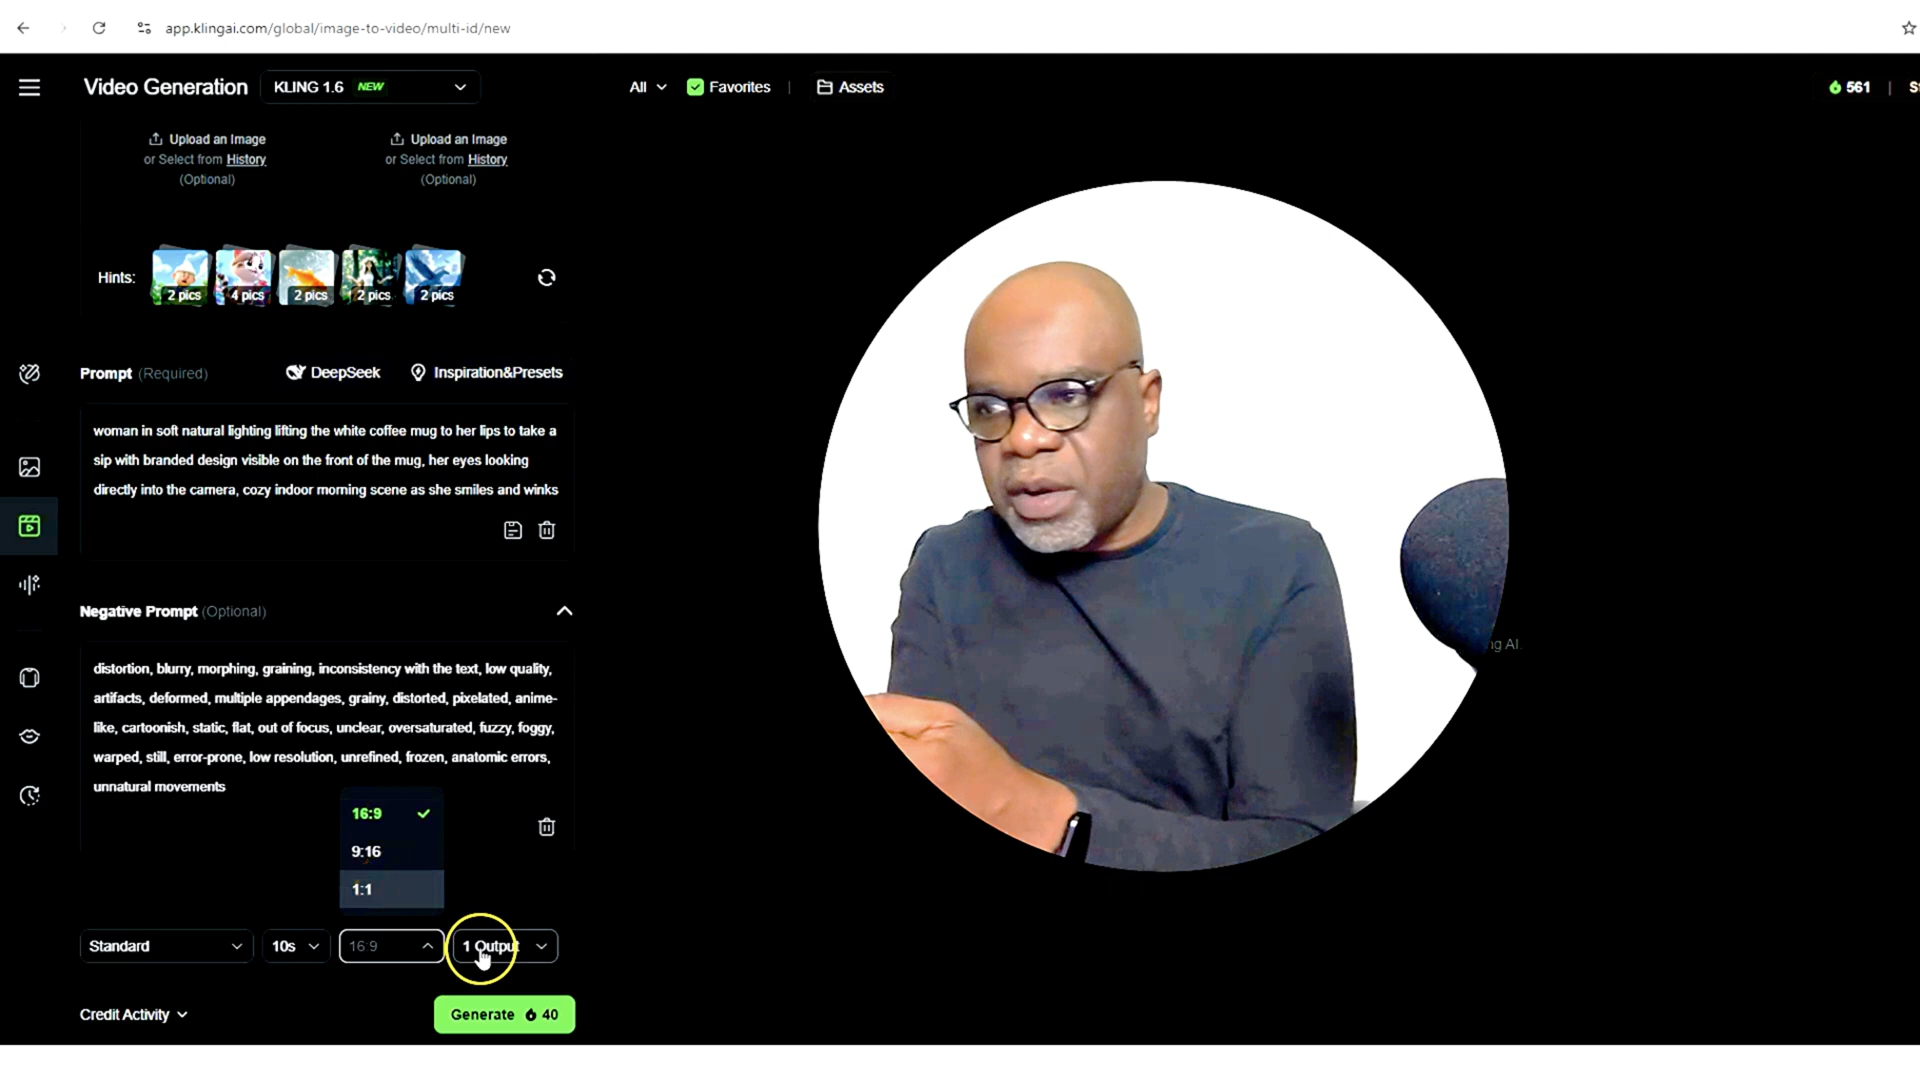 app.klingai.com/global/image-to-video/multi-id/new
Video Generation
KLING 1.6 NEW
All
Favorites
Assets
561
Upload an Image
or Select from History
(Optional)
Upload an Image
or Select from History
(Optional)
Hints:
2 pics
4 pics
2 pics
2 pics
2 pics
Prompt (Required)
DeepSeek
Inspiration&Presets
woman in soft natural lighting lifting the white coffee mug to her lips to take a
sip with branded design visible on the front of the mug, her eyes looking
directly into the camera, cozy indoor morning scene as she smiles and winks
Negative Prompt (Optional)
distortion, blurry, morphing, graining, inconsistency with the text, low quality,
artifacts, deformed, multiple appendages, grainy, distorted, pixelated, anime-
like, cartoonish, static, flat, out of focus, unclear, oversaturated, fuzzy, foggy,
warped, still, error-prone, low resolution, unrefined, frozen, anatomic errors,
unnatural movements
16:9
9:16
1:1
Standard
10s
16:9
1 Output
Credit Activity
Generate 40
AI.